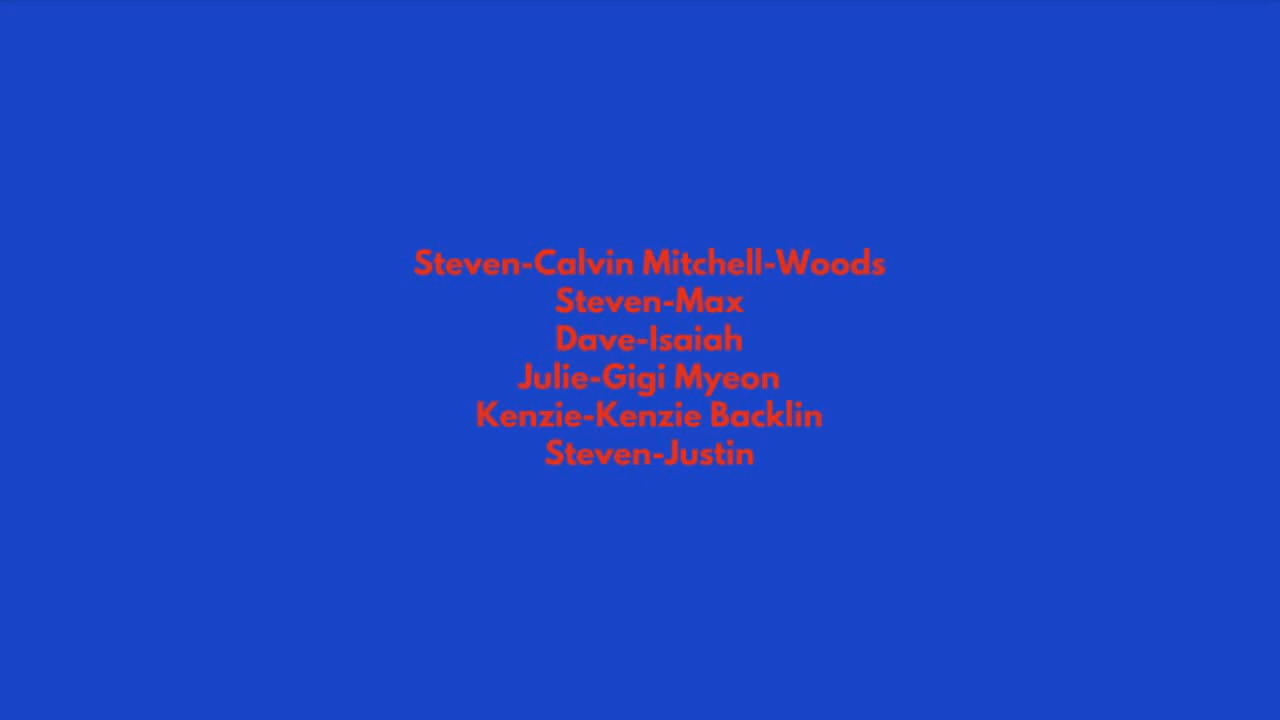 Steven-Calvin Mitchell-Woods
Steven-Max
Dave-Isaiah
Julie-Gigi Myeon
Kenzie-Kenzie Backlin
Steven-Justin